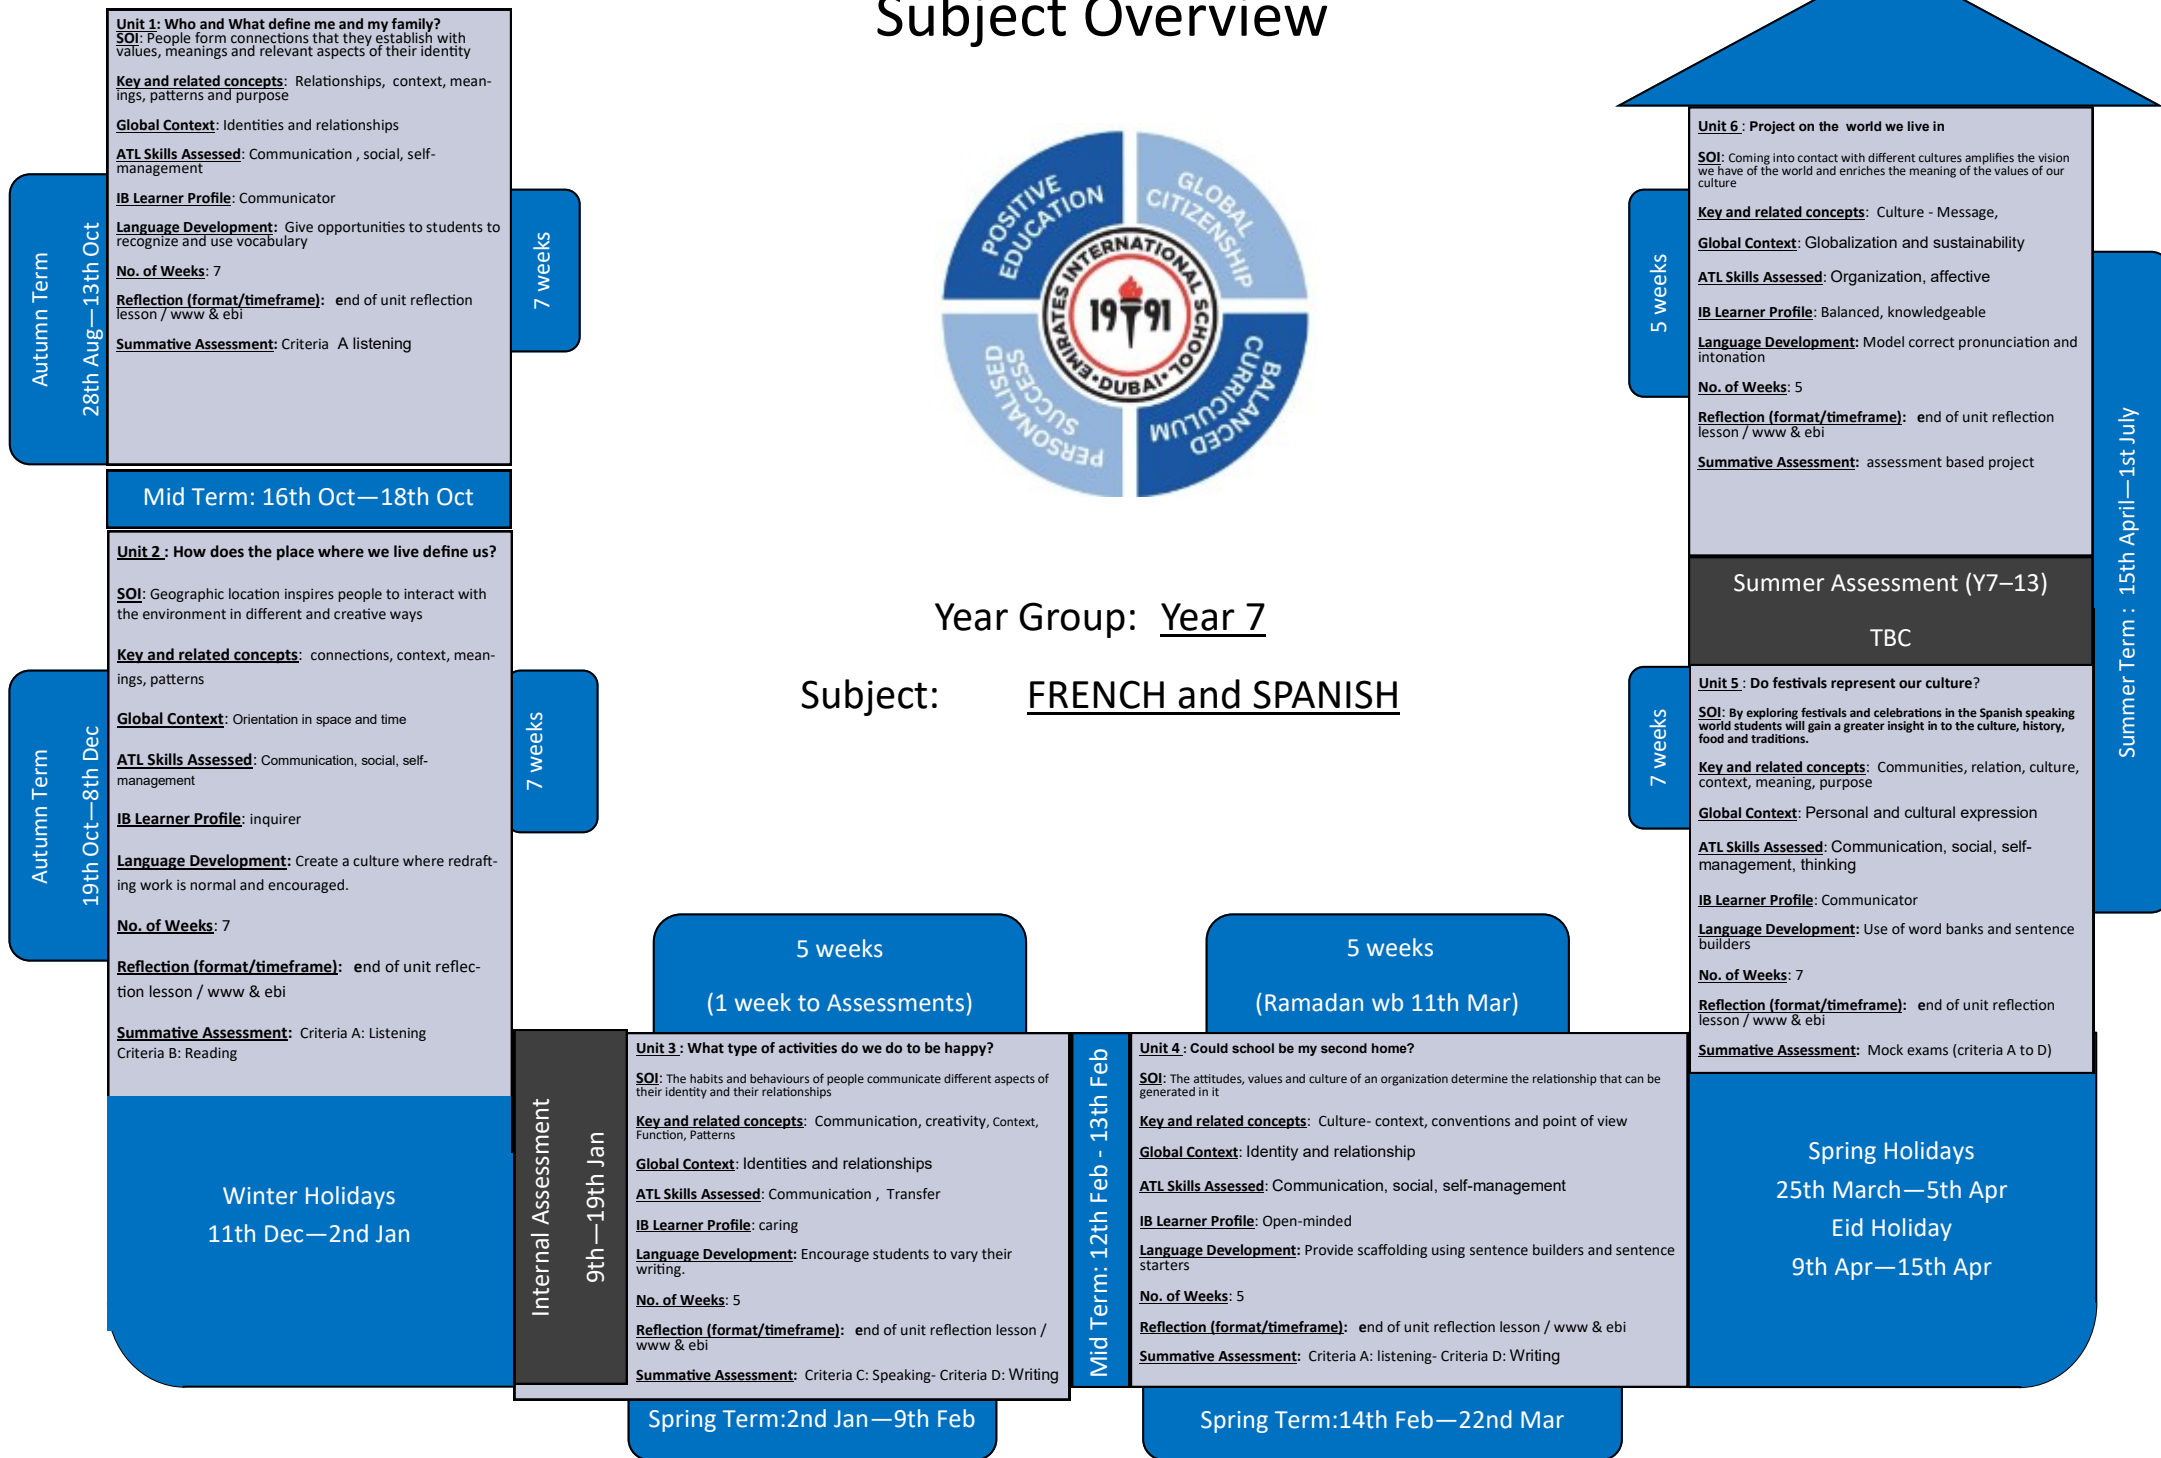 Subject Overview
Unit 1: Who and What define me and my family?
SOI: People form connections that they establish with
values, meanings and relevant aspects of their identity
Key and related concepts:  Relationships,  context, mean-
ings, patterns and purpose
Global Context: Identities and relationships
ATL Skills Assessed: Communication , social, self-
management
IB Learner Profile: Communicator
Language Development:  Give opportunities to students to
recognize and use vocabulary
No. of Weeks: 7
Reflection (format/timeframe):   end of unit reflection
lesson / www & ebi
Summative Assessment: Criteria  A listening
Autumn Term
28th Aug—13th Oct
7 weeks
Mid Term: 16th Oct—18th Oct
Unit 2 : How does the place where we live define us?
SOI: Geographic location inspires people to interact with
the environment in different and creative ways
Key and related concepts:  connections, context, mean-
ings, patterns
Global Context: Orientation in space and time
ATL Skills Assessed: Communication, social, self-
management
IB Learner Profile: inquirer
Language Development: Create a culture where redraft-
ing work is normal and encouraged.
No. of Weeks: 7
Reflection (format/timeframe):   end of unit reflec-
tion lesson / www & ebi
Summative Assessment:  Criteria A: Listening
Criteria B: Reading
Autumn Term
19th Oct—8th Dec
7 weeks
Winter Holidays
11th Dec—2nd Jan
POSITIVE
EDUCATION
GLOBAL
CITIZENSHIP
BALANCED
CURRICULUM
PERSONALISED
SUCCESS
EMIRATES INTERNATIONAL SCHOOL
•DUBAI•
1991
Year Group:  Year 7
Subject:  FRENCH and SPANISH
Internal Assessment
9th—19th Jan
5 weeks
(1 week to Assessments)
Unit 3 : What type of activities do we do to be happy?
SOI: The habits and behaviours of people communicate different aspects of
their identity and their relationships
Key and related concepts:  Communication, creativity, Context,
Function, Patterns
Global Context: Identities and relationships
ATL Skills Assessed: Communication ,  Transfer
IB Learner Profile: caring
Language Development: Encourage students to vary their
writing.
No. of Weeks: 5
Reflection (format/timeframe):   end of unit reflection lesson /
www & ebi
Summative Assessment:  Criteria C: Speaking- Criteria D: Writing
Spring Term:2nd Jan—9th Feb
Mid Term: 12th Feb - 13th Feb
5 weeks
(Ramadan wb 11th Mar)
Unit 4 : Could school be my second home?
SOI: The attitudes, values and culture of an organization determine the relationship that can be
generated in it
Key and related concepts:  Culture- context, conventions and point of view
Global Context: Identity and relationship
ATL Skills Assessed: Communication, social, self-management
IB Learner Profile: Open-minded
Language Development: Provide scaffolding using sentence builders and sentence
starters
No. of Weeks: 5
Reflection (format/timeframe):   end of unit reflection lesson / www & ebi
Summative Assessment:  Criteria A: listening- Criteria D: Writing
Spring Term:14th Feb—22nd Mar
Spring Holidays
25th March—5th Apr
Eid Holiday
9th Apr—15th Apr
Unit 6 : Project on the  world we live in
SOI: Coming into contact with different cultures amplifies the vision
we have of the world and enriches the meaning of the values of our
culture
Key and related concepts:  Culture - Message,
Global Context: Globalization and sustainability
ATL Skills Assessed: Organization, affective
IB Learner Profile: Balanced, knowledgeable
Language Development: Model correct pronunciation and
intonation
No. of Weeks: 5
Reflection (format/timeframe):   end of unit reflection
lesson / www & ebi
Summative Assessment:  assessment based project
5 weeks
Summer Assessment (Y7–13)
TBC
Unit 5 : Do festivals represent our culture?
SOI: By exploring festivals and celebrations in the Spanish speaking
world students will gain a greater insight in to the culture, history,
food and traditions.
Key and related concepts:  Communities, relation, culture,
context, meaning, purpose
Global Context: Personal and cultural expression
ATL Skills Assessed: Communication, social, self-
management, thinking
IB Learner Profile: Communicator
Language Development: Use of word banks and sentence
builders
No. of Weeks: 7
Reflection (format/timeframe):   end of unit reflection
lesson / www & ebi
Summative Assessment:  Mock exams (criteria A to D)
7 weeks
Summer Term :  15th April—1st July